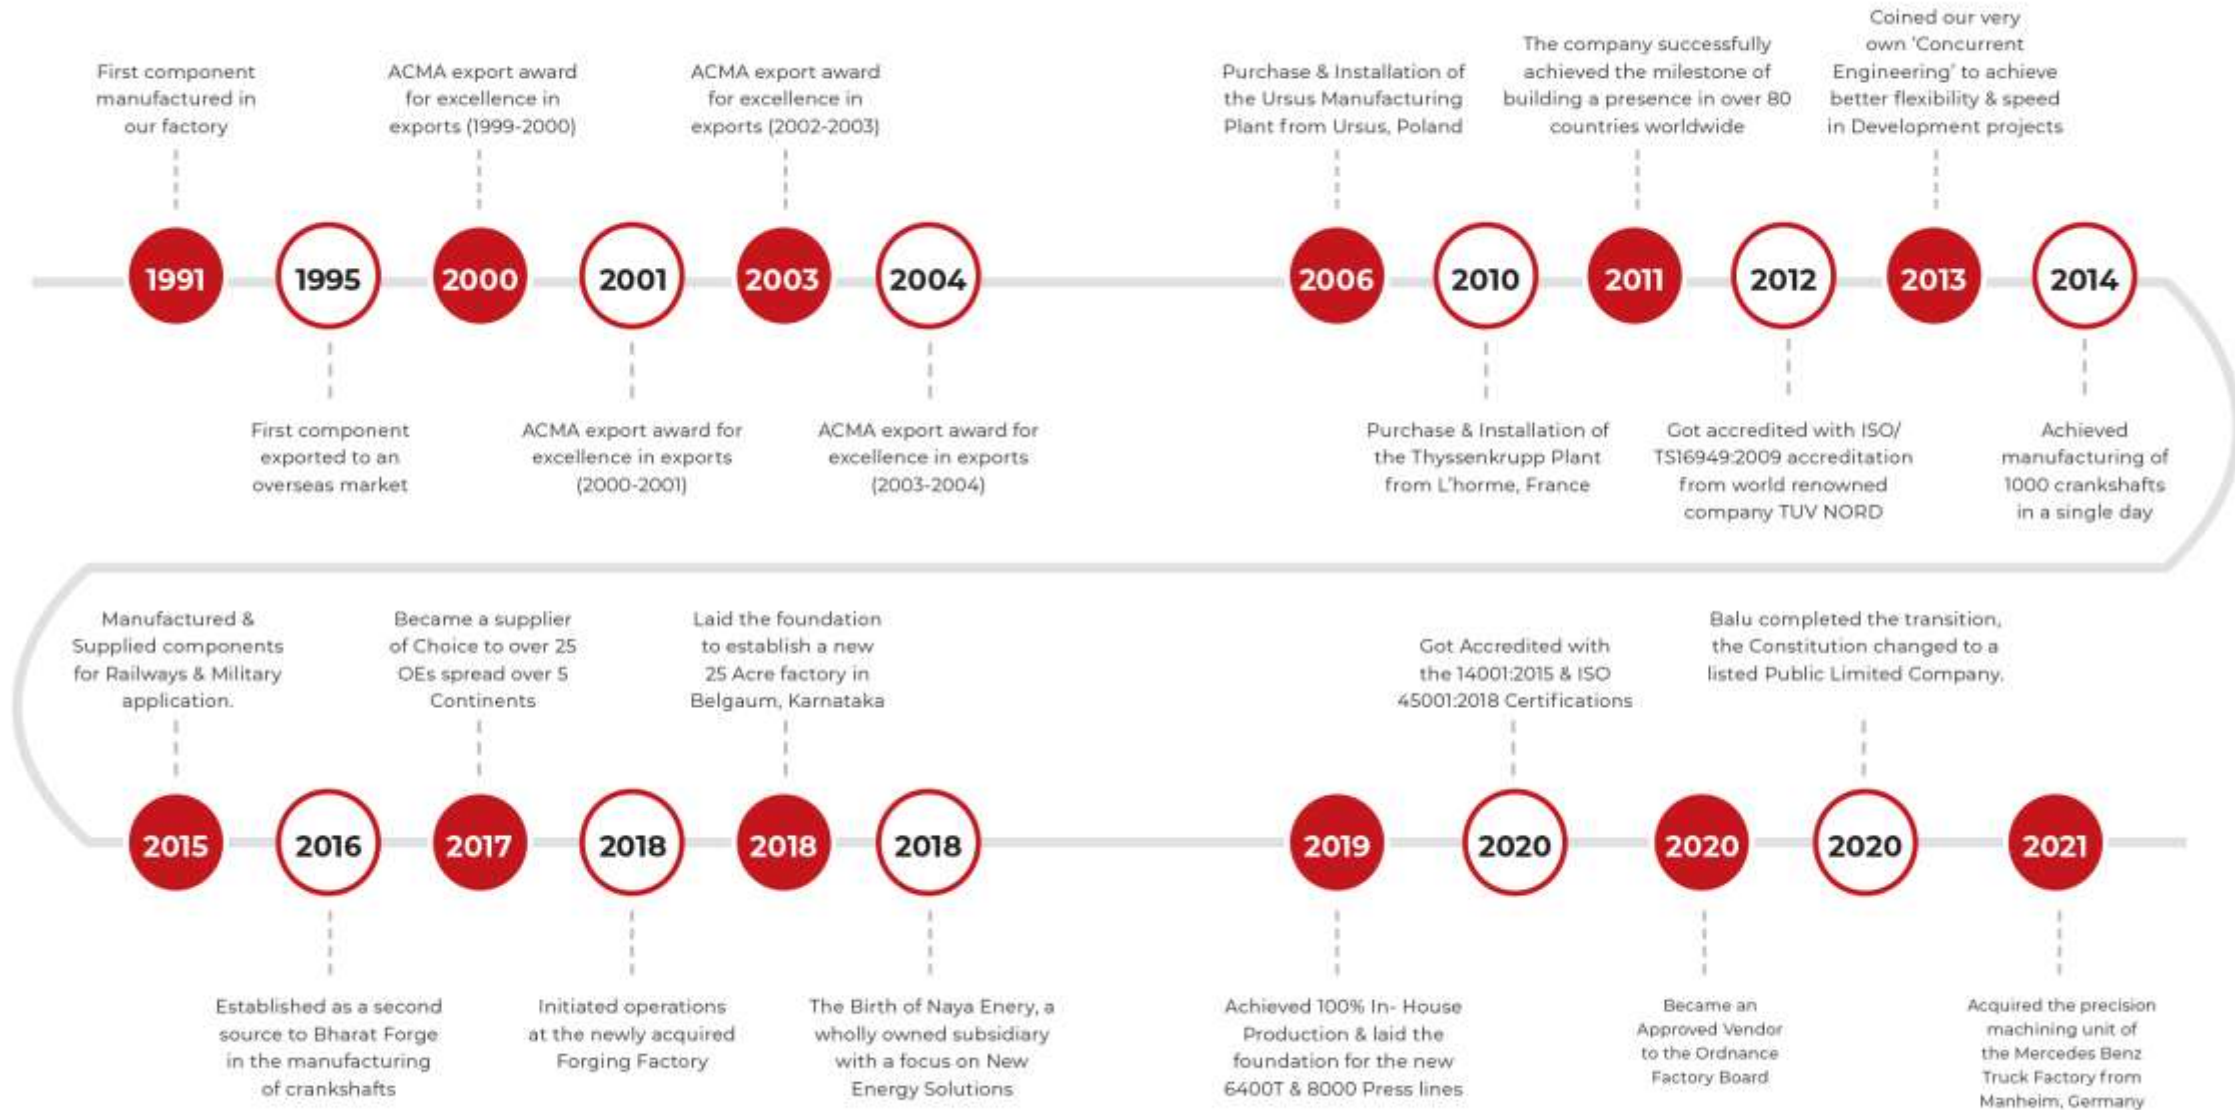 First component
manufactured in
our factory
1991
1995
First component
exported to an
overseas market
ACMA export award
for excellence in
exports (1999-2000)
2000
2001
ACMA export award for
excellence in exports
(2000-2001)
ACMA export award
for excellence in
exports (2002-2003)
2003
2004
ACMA export award for
excellence in exports
(2003-2004)
Purchase & Installation of
the Ursus Manufacturing
Plant from Ursus, Poland
2006
2010
Purchase & Installation of
the Thyssenkrupp Plant
from L'horme, France
The company successfully
achieved the milestone of
building a presence in over 80
countries worldwide
2011
2012
Got accredited with ISO/
TS16949:2009 accreditation
from world renowned
company TUV NORD
Coined our very
own 'Concurrent
Engineering' to achieve
better flexibility & speed
in Development projects
2013
2014
Achieved
manufacturing of
1000 crankshafts
in a single day
Manufactured &
Supplied components
for Railways & Military
application.
2015
2016
Established as a second
source to Bharat Forge
in the manufacturing
of crankshafts
Became a supplier
of Choice to over 25
OEs spread over 5
Continents
2017
2018
Initiated operations
at the newly acquired
Forging Factory
Laid the foundation
to establish a new
25 Acre factory in
Belgaum, Karnataka
2018
2018
The Birth of Naya Enery, a
wholly owned subsidiary
with a focus on New
Energy Solutions
2019
Achieved 100% In- House
Production & laid the
foundation for the new
6400T & 8000 Press lines
Got Accredited with
the 14001:2015 & ISO
45001:2018 Certifications
2020
2020
Became an
Approved Vendor
to the Ordnance
Factory Board
Balu completed the transition,
the Constitution changed to a
listed Public Limited Company.
2020
2021
Acquired the precision
machining unit of
the Mercedes Benz
Truck Factory from
Manheim, Germany